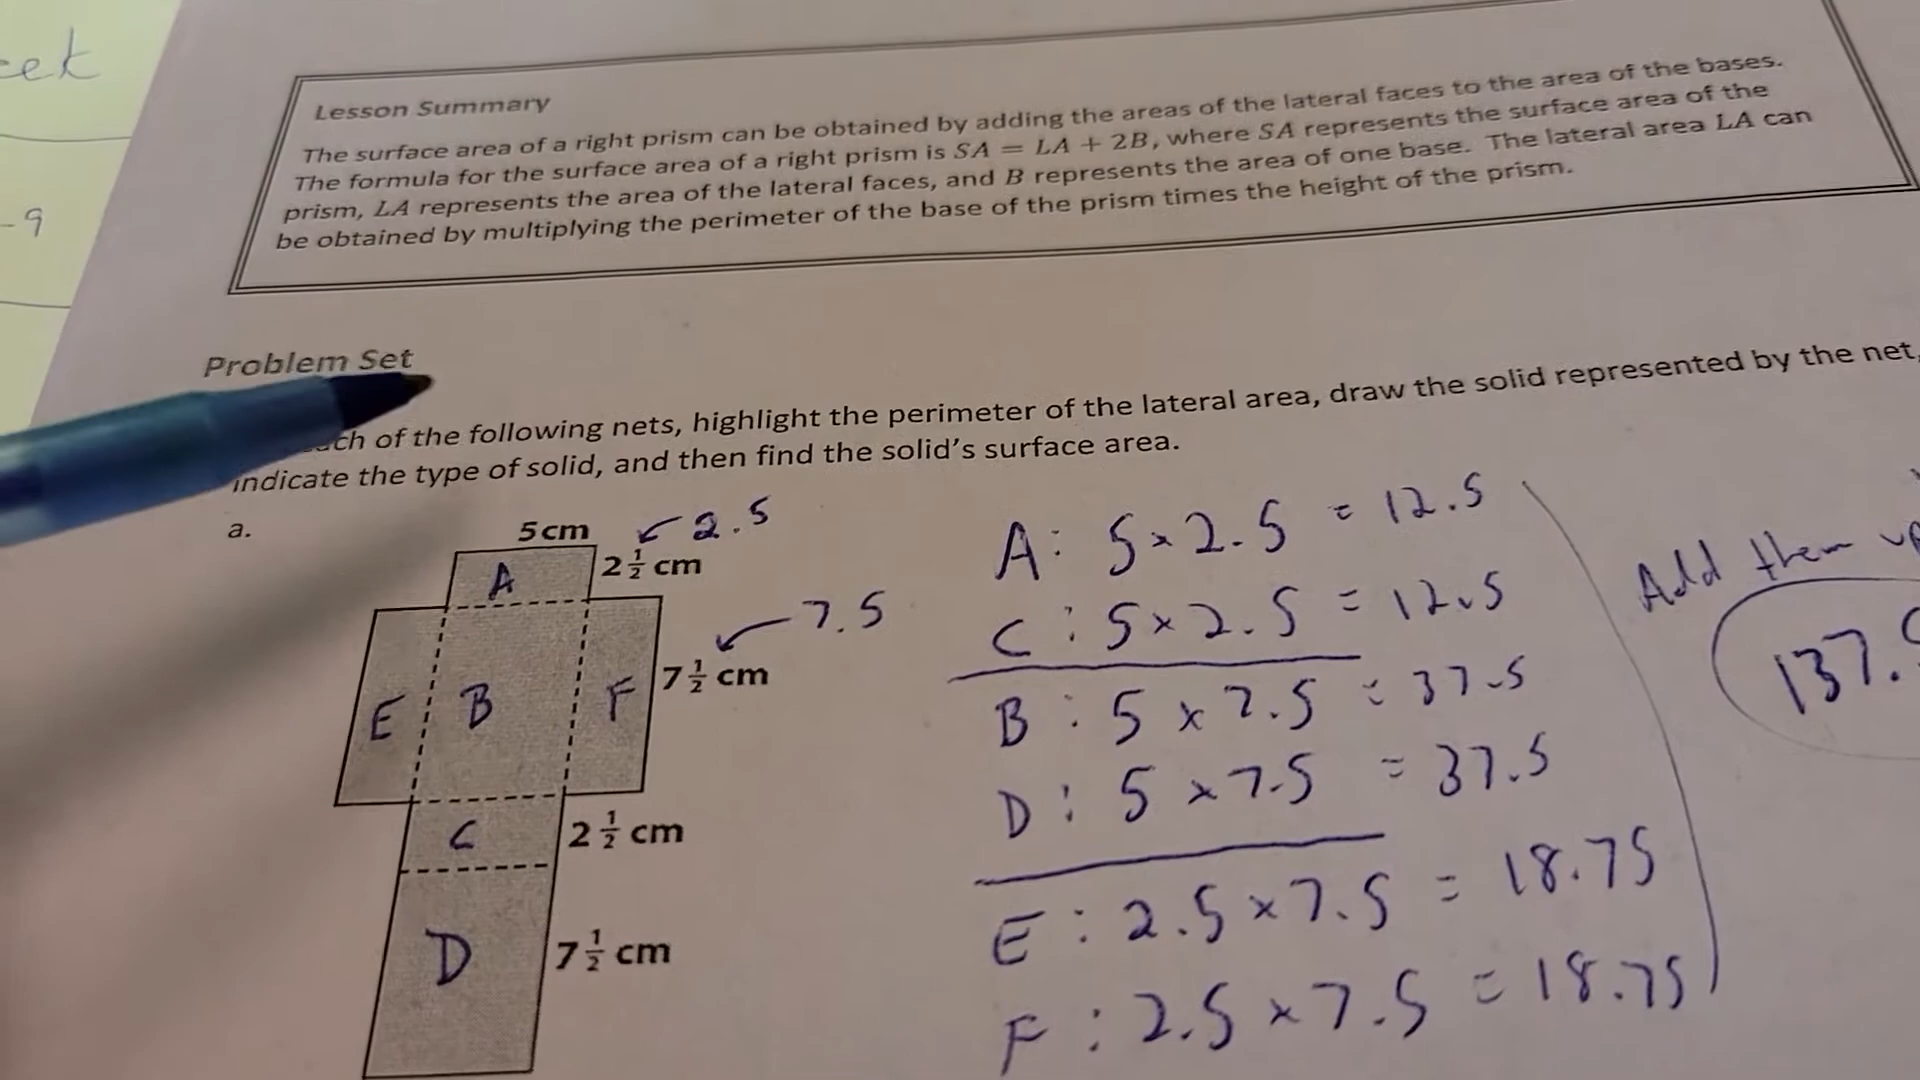 -9
Lesson Summary
The surface area of a right prism can be obtained by adding the areas of the lateral faces to the area of the bases.
The formula for the surface area of a right prism is SA = LA + 2B, where SA represents the surface area of the
prism, LA represents the area of the lateral faces, and B represents the area of one base. The lateral area LA can
be obtained by multiplying the perimeter of the base of the prism times the height of the prism.
Problem Set
of the following nets, highlight the perimeter of the lateral area, draw the solid represented by the net,
indicate the type of solid, and then find the solid's surface area.
a.
5 cm
2.5
2 1/2 cm
A
7.5
7 1/2 cm
E B F
C
2 1/2 cm
D
7 1/2 cm
A: 5 × 2.5 = 12.5
C: 5 × 2.5 = 12.5
B: 5 × 7.5 = 37.5
D: 5 × 7.5 = 37.5
E: 2.5 × 7.5 = 18.75
F: 2.5 × 7.5 = 18.75
Add them up
137.